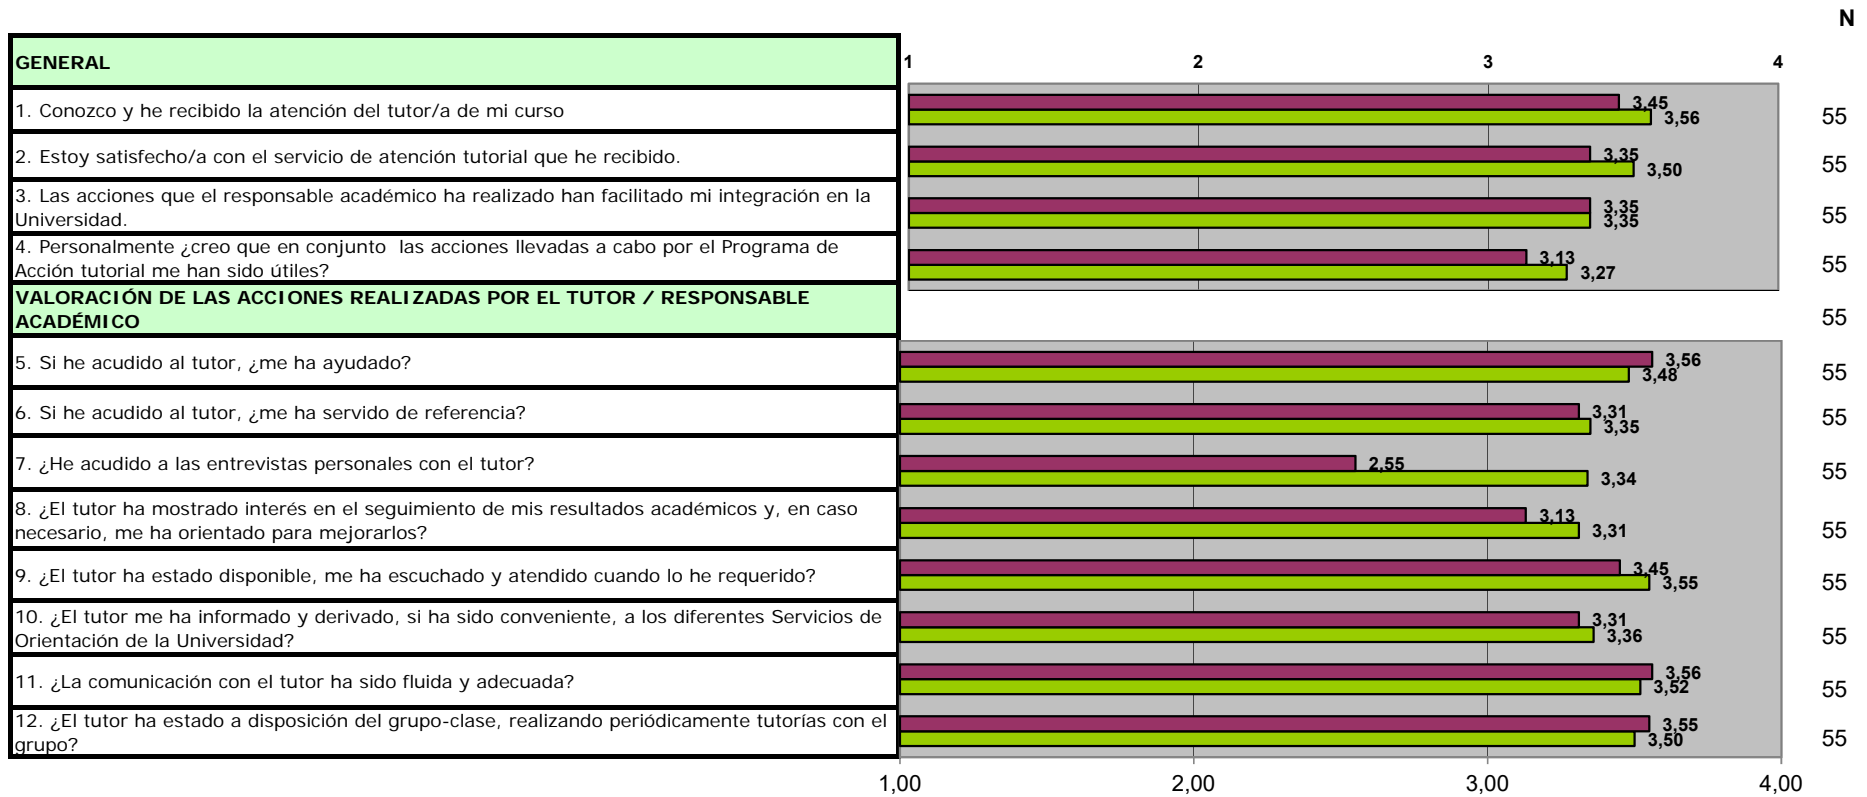 N
GENERAL
1 2 3 4
1. Conozco y he recibido la atención del tutor/a de mi curso
3,45
3,56
55
2. Estoy satisfecho/a con el servicio de atención tutorial que he recibido.
3,35
3,50
55
3. Las acciones que el responsable académico ha realizado han facilitado mi integración en la
Universidad.
3,35
3,35
55
4. Personalmente ¿creo que en conjunto las acciones llevadas a cabo por el Programa de
Acción tutorial me han sido útiles?
3,13
3,27
55
VALORACIÓN DE LAS ACCIONES REALIZADAS POR EL TUTOR / RESPONSABLE
ACADÉMICO
55
5. Si he acudido al tutor, ¿me ha ayudado?
3,56
3,48
55
6. Si he acudido al tutor, ¿me ha servido de referencia?
3,31
3,35
55
7. ¿He acudido a las entrevistas personales con el tutor?
2,55
3,34
55
8. ¿El tutor ha mostrado interés en el seguimiento de mis resultados académicos y, en caso
necesario, me ha orientado para mejorarlos?
3,13
3,31
55
9. ¿El tutor ha estado disponible, me ha escuchado y atendido cuando lo he requerido?
3,45
3,55
55
10. ¿El tutor me ha informado y derivado, si ha sido conveniente, a los diferentes Servicios de
Orientación de la Universidad?
3,31
3,36
55
11. ¿La comunicación con el tutor ha sido fluida y adecuada?
3,56
3,52
55
12. ¿El tutor ha estado a disposición del grupo-clase, realizando periódicamente tutorías con el
grupo?
3,55
3,50
55
1,00 2,00 3,00 4,00